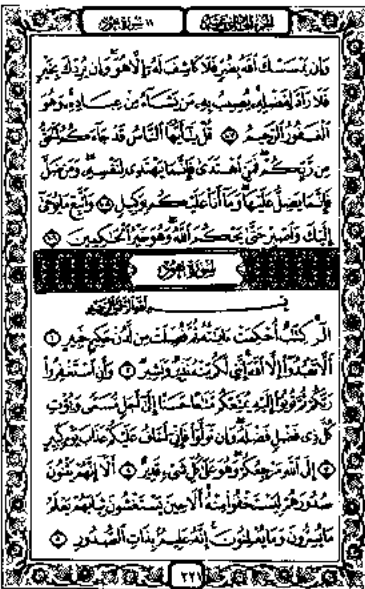 الجزء الحادي عشر
١١ سورة هود
وَإِن يَمْسَسْكَ ٱللَّهُ بِضُرٍّ فَلَا كَاشِفَ لَهُۥٓ إِلَّا هُوَ وَإِن يُرِدْكَ بِخَيْرٍ
فَلَا رَآدَّ لِفَضْلِهِۦ يُصِيبُ بِهِۦ مَن يَشَآءُ مِنْ عِبَادِهِۦ وَهُوَ
ٱلْغَفُورُ ٱلرَّحِيمُ ١٠٧ قُلْ يَٰٓأَيُّهَا ٱلنَّاسُ قَدْ جَآءَكُمُ ٱلْحَقُّ
مِن رَّبِّكُمْ فَمَنِ ٱهْتَدَىٰ فَإِنَّمَا يَهْتَدِى لِنَفْسِهِۦ وَمَن ضَلَّ
فَإِنَّمَا يَضِلُّ عَلَيْهَا وَمَآ أَنَا۠ عَلَيْكُم بِوَكِيلٍ ١٠٨ وَٱتَّبِعْ مَا يُوحَىٰٓ
إِلَيْكَ وَٱصْبِرْ حَتَّىٰ يَحْكُمَ ٱللَّهُ وَهُوَ خَيْرُ ٱلْحَٰكِمِينَ ١٠٩
سورة هود
بِسْمِ ٱللَّهِ ٱلرَّحْمَٰنِ ٱلرَّحِيمِ
الٓر كِتَٰبٌ أُحْكِمَتْ ءَايَٰتُهُۥ ثُمَّ فُصِّلَتْ مِن لَّدُنْ حَكِيمٍ خَبِيرٍ ١
أَلَّا تَعْبُدُوٓا۟ إِلَّا ٱللَّهَ إِنَّنِى لَكُم مِّنْهُ نَذِيرٌ وَبَشِيرٌ ٢ وَأَنِ ٱسْتَغْفِرُوا۟
رَبَّكُمْ ثُمَّ تُوبُوٓا۟ إِلَيْهِ يُمَتِّعْكُم مَّتَٰعًا حَسَنًا إِلَىٰٓ أَجَلٍ مُّسَمًّى وَيُؤْتِ
كُلَّ ذِى فَضْلٍ فَضْلَهُۥ وَإِن تَوَلَّوْا۟ فَإِنِّىٓ أَخَافُ عَلَيْكُمْ عَذَابَ يَوْمٍ كَبِيرٍ
٣ إِلَى ٱللَّهِ مَرْجِعُكُمْ وَهُوَ عَلَىٰ كُلِّ شَىْءٍ قَدِيرٌ ٤ أَلَآ إِنَّهُمْ يَثْنُونَ
صُدُورَهُمْ لِيَسْتَخْفُوا۟ مِنْهُ أَلَا حِينَ يَسْتَغْشُونَ ثِيَابَهُمْ يَعْلَمُ
مَا يُسِرُّونَ وَمَا يُعْلِنُونَ إِنَّهُۥ عَلِيمٌۢ بِذَاتِ ٱلصُّدُورِ ٥
٢٢١